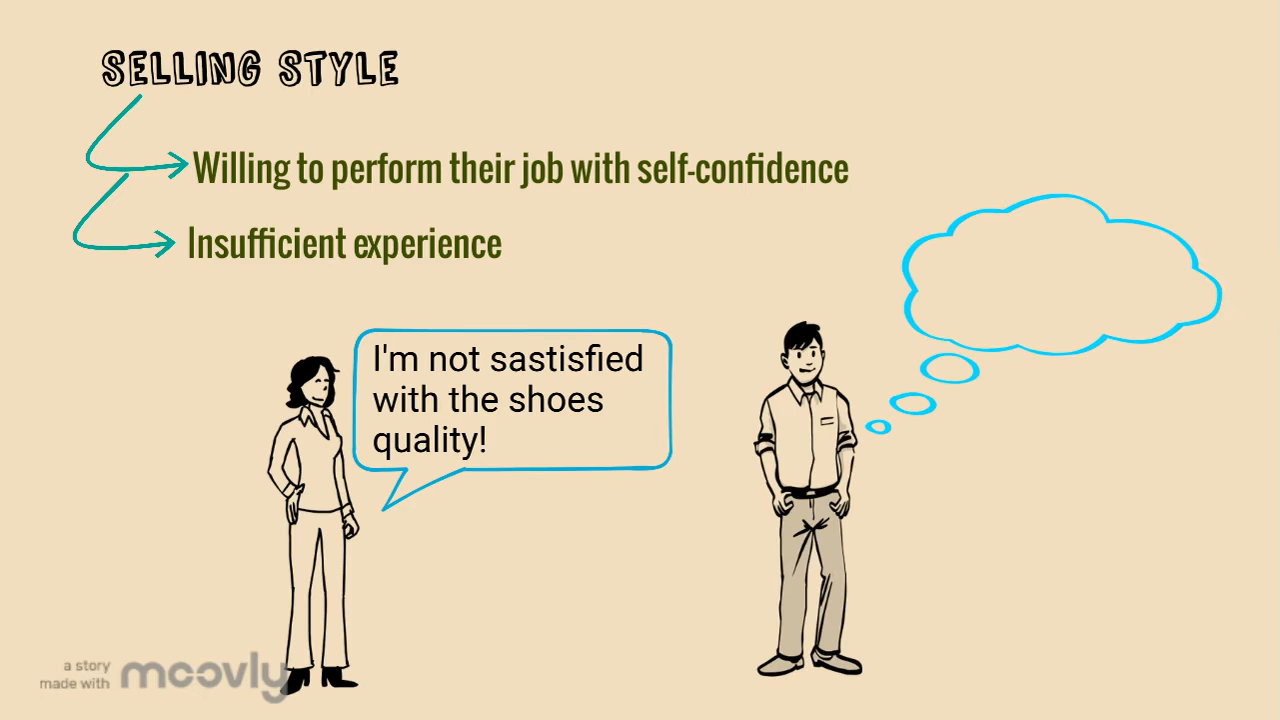 SELLING STYLE
Willing to perform their job with self-confidence
Insufficient experience
I'm not sastisfied
with the shoes
quality!
a story
made with moovly